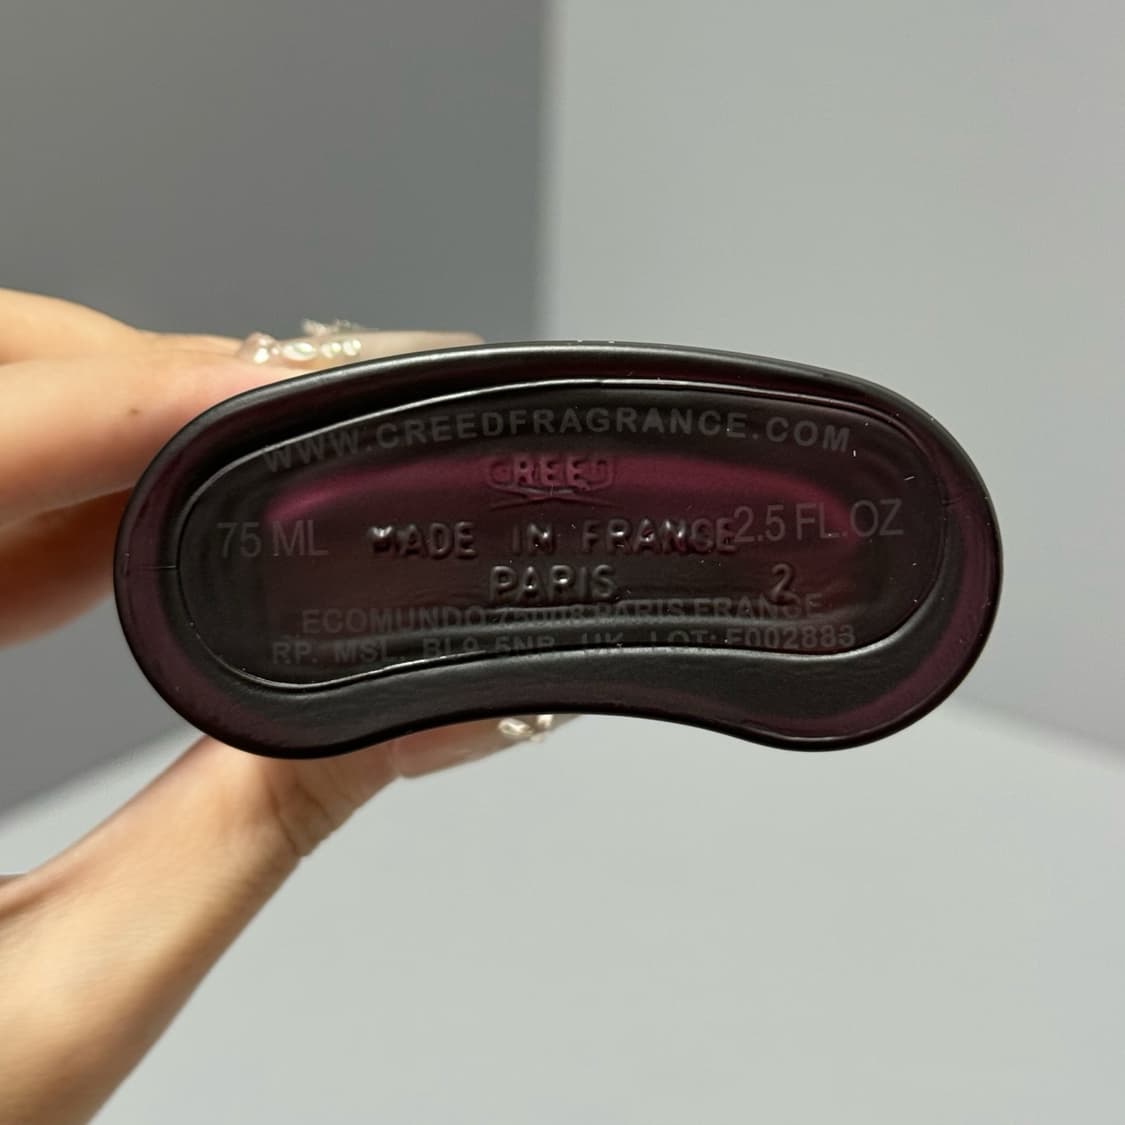 WWW.CREEDFRAGRANCE.COM
CREED
75 ML
MADE IN FRANCE
2.5 FL.OZ
PARIS
2
ECOMUNDO 75008 PARIS FRANCE
RP. MSL. BL9 5NR UK LOT: F002883